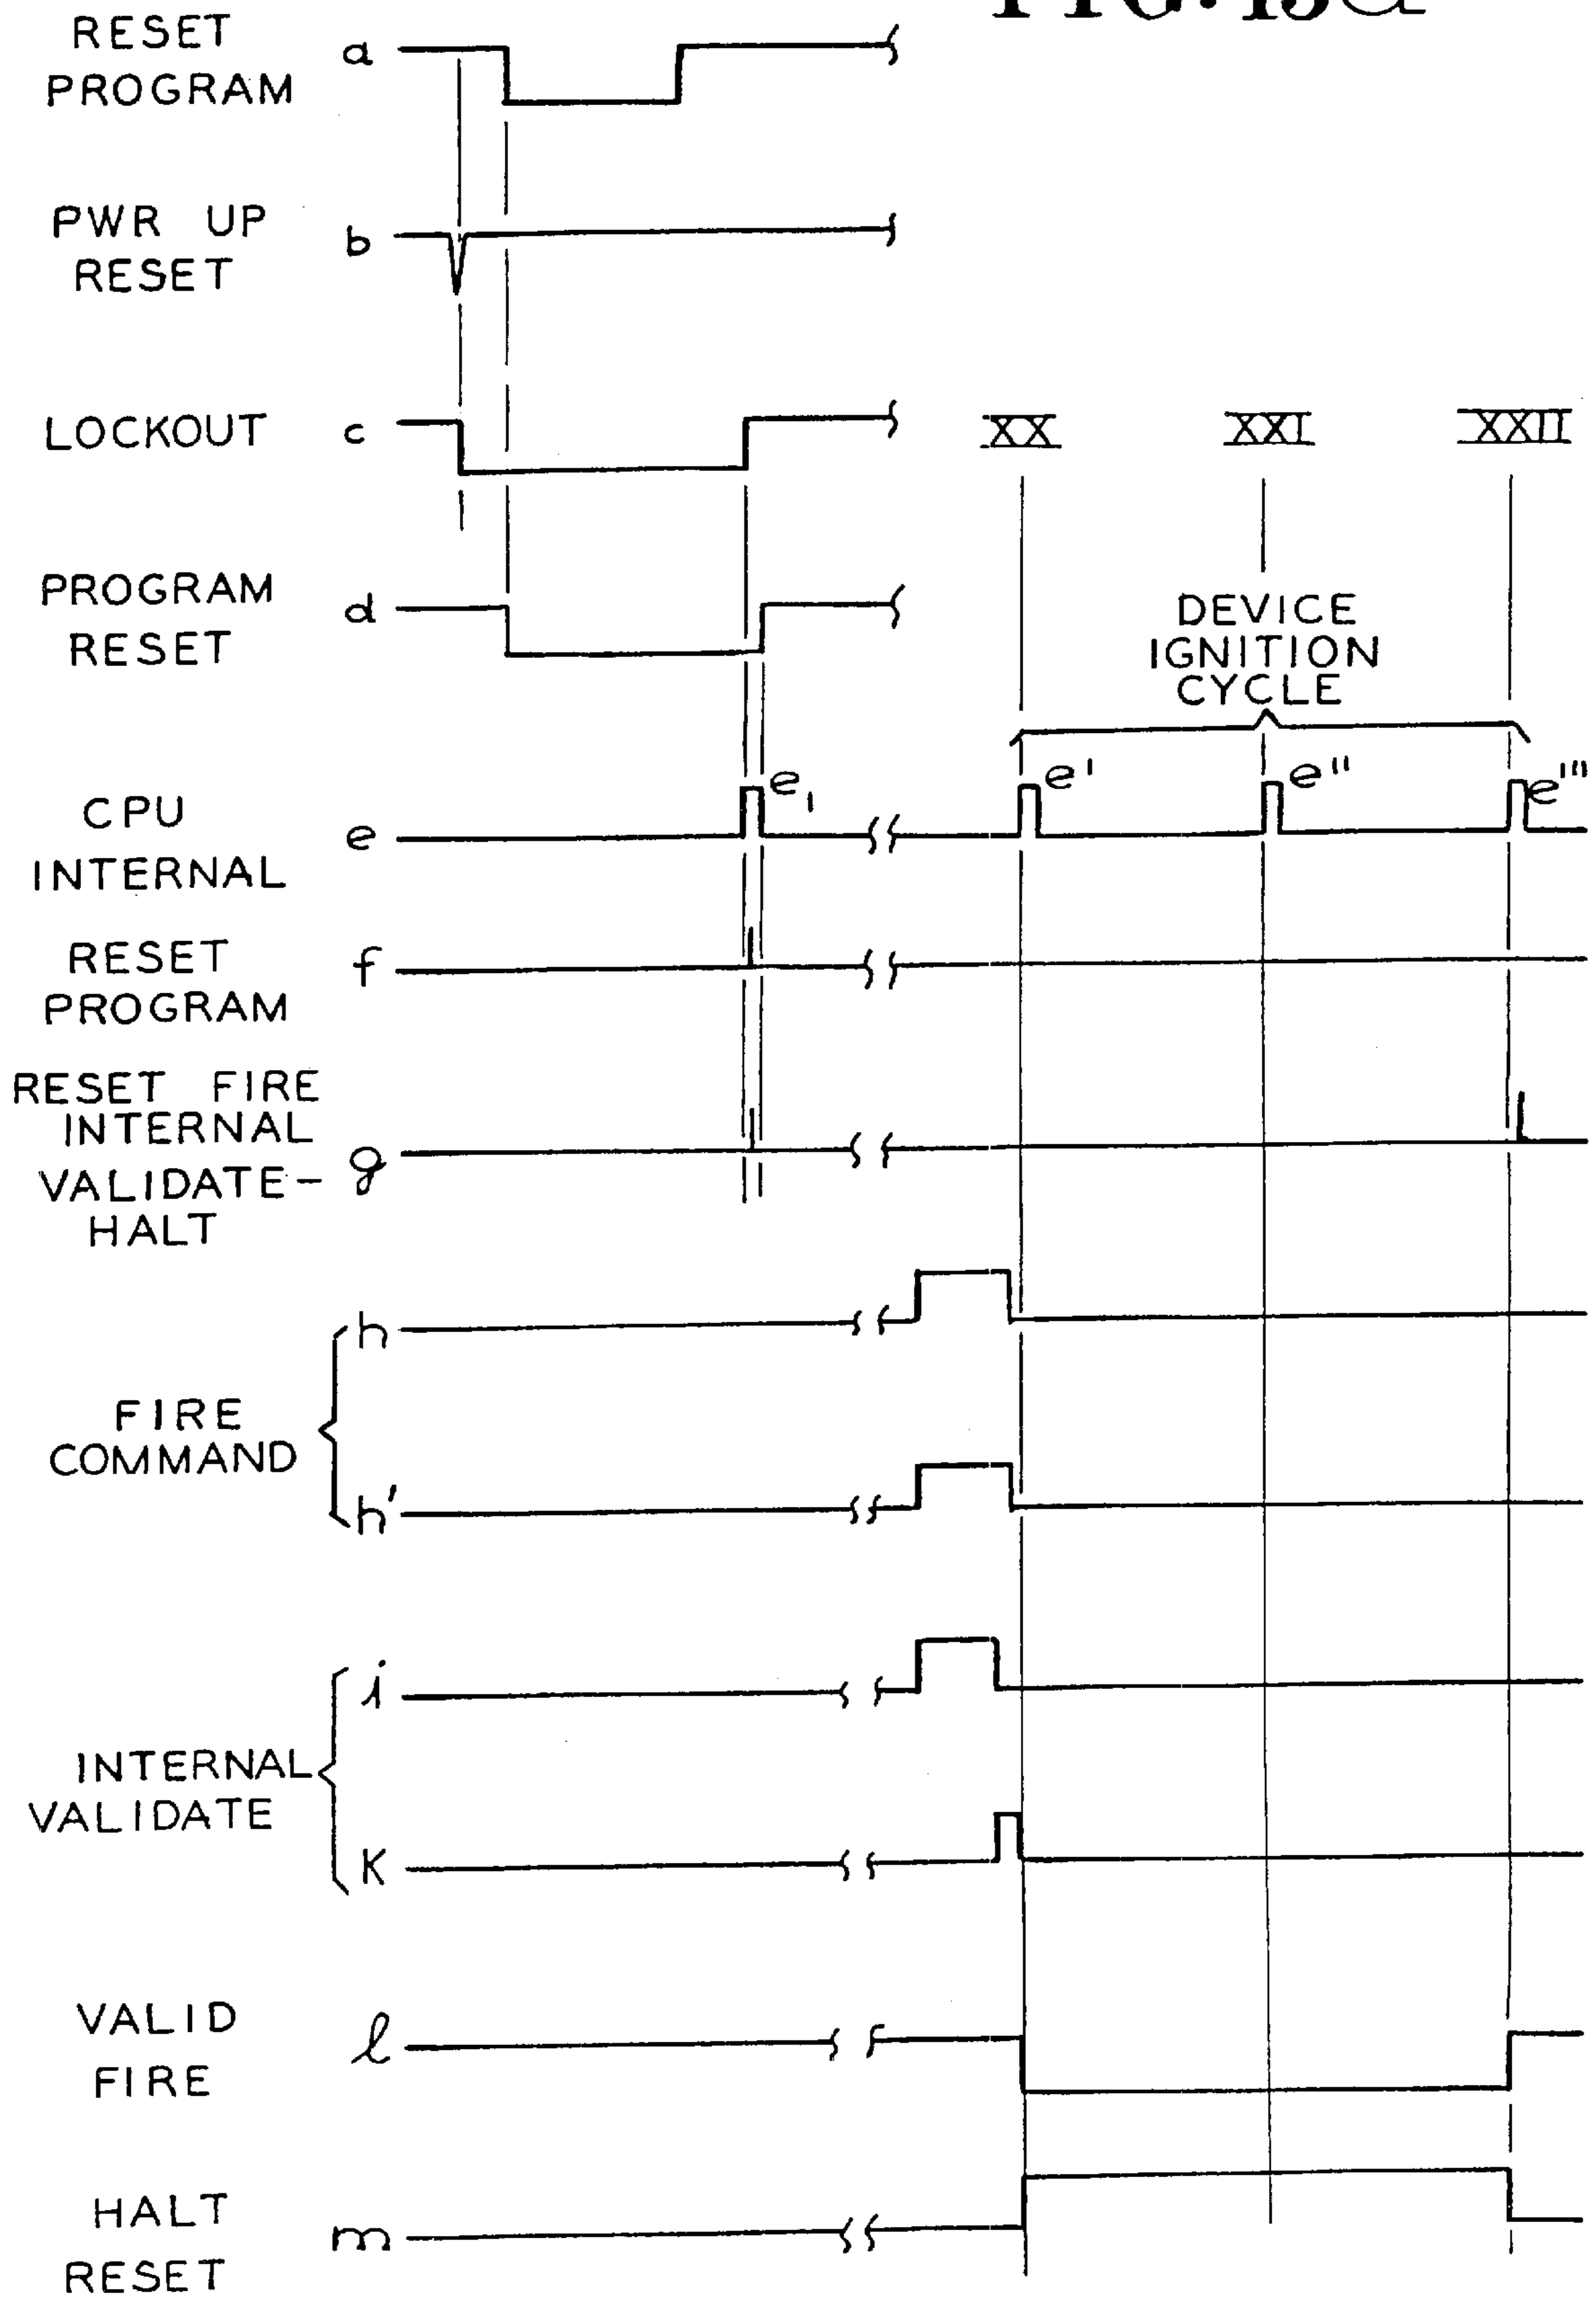 RESET
PROGRAM
a
PWR UP
RESET
b
LOCKOUT
c
XX
XXI
XXII
PROGRAM
RESET
d
DEVICE
IGNITION
CYCLE
CPU
INTERNAL
e
e₁
e'
e''
e'''
RESET
PROGRAM
f
RESET FIRE
INTERNAL
VALIDATE-
HALT
g
h
FIRE
COMMAND
h'
i
INTERNAL
VALIDATE
K
VALID
FIRE
l
HALT
RESET
m